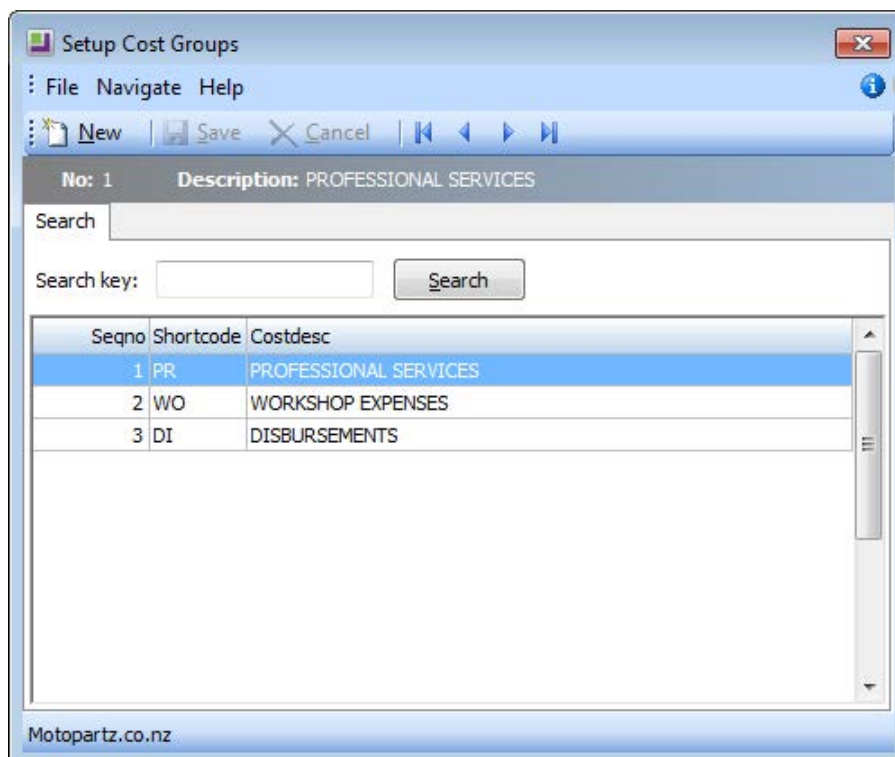 Setup Cost Groups
File Navigate Help
New Save Cancel
No: 1 Description: PROFESSIONAL SERVICES
Search
Search key: Search
Seqno Shortcode Costdesc
1 PR PROFESSIONAL SERVICES
2 WO WORKSHOP EXPENSES
3 DI DISBURSEMENTS
Motopartz.co.nz